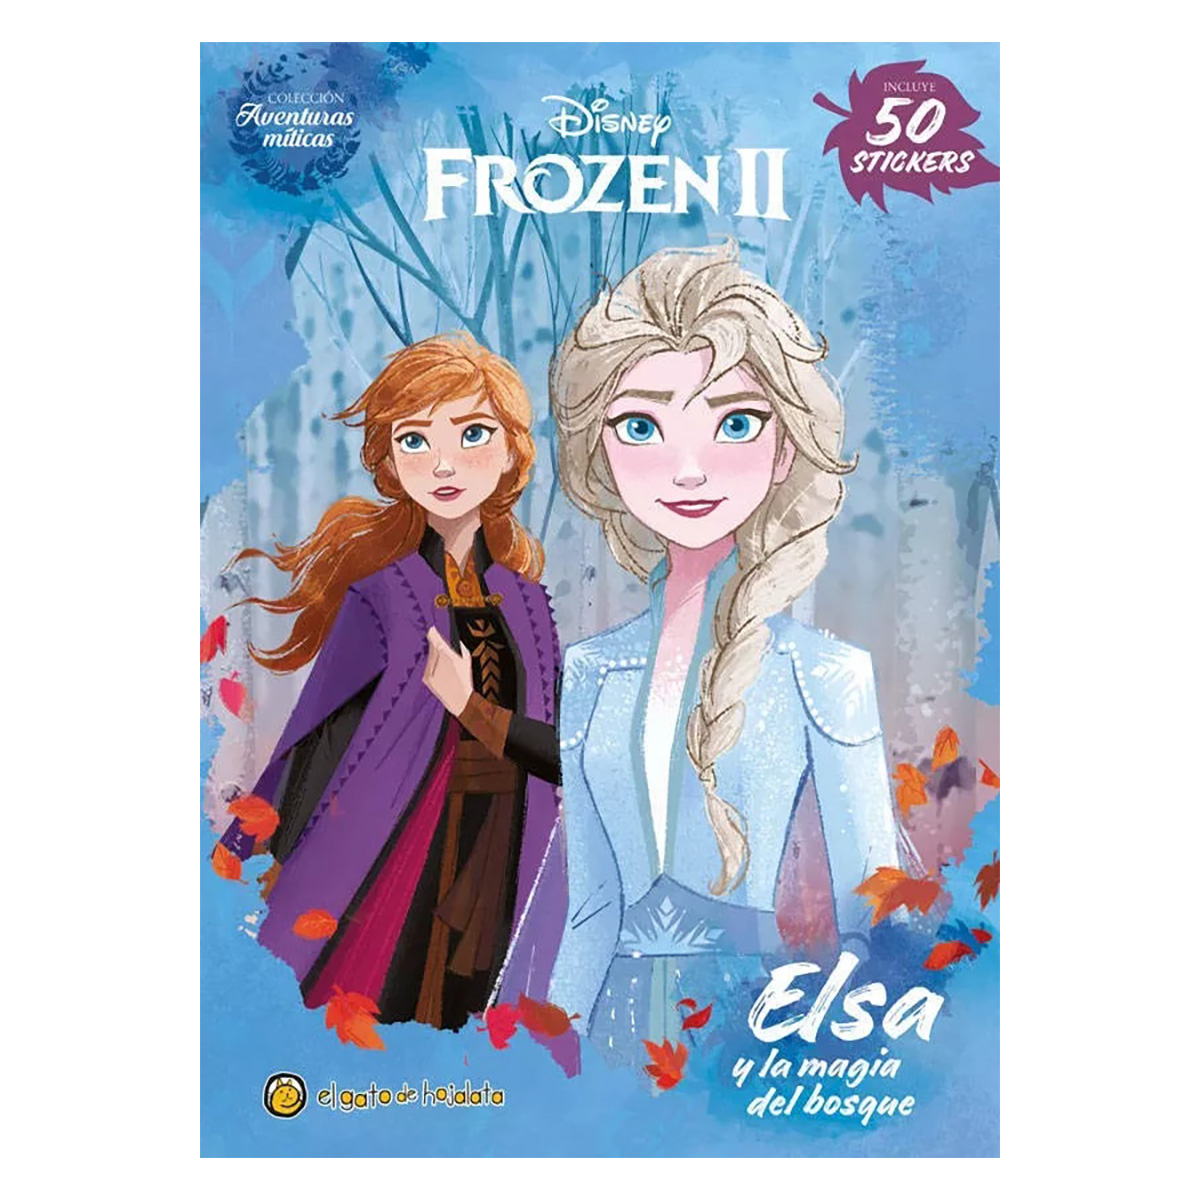 COLECCIÓN
Aventuras
míticas
Disney
FROZEN II
INCLUYE
50
STICKERS
Elsa
y la magia
del bosque
el gato de hojalata